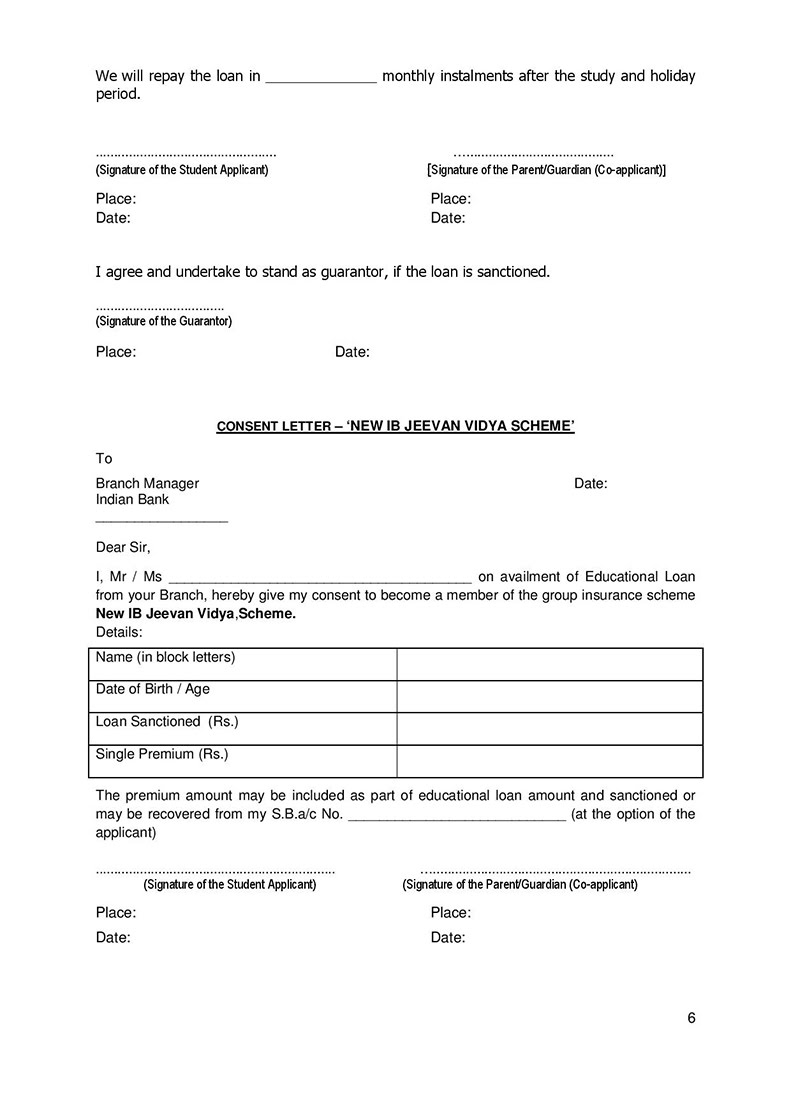 We will repay the loan in _______________ monthly instalments after the study and holiday
period.
................................................. ............................................
(Signature of the Student Applicant) [Signature of the Parent/Guardian (Co-applicant)]
Place: Place:
Date: Date:
I agree and undertake to stand as guarantor, if the loan is sanctioned.
...................................
(Signature of the Guarantor)
Place: Date:
CONSENT LETTER – ‘NEW IB JEEVAN VIDYA SCHEME’
To
Branch Manager Date:
Indian Bank
_________________
Dear Sir,
I, Mr / Ms _______________________________________ on availment of Educational Loan
from your Branch, hereby give my consent to become a member of the group insurance scheme
New IB Jeevan Vidya,Scheme.
Details:
Name (in block letters)
Date of Birth / Age
Loan Sanctioned (Rs.)
Single Premium (Rs.)
The premium amount may be included as part of educational loan amount and sanctioned or
may be recovered from my S.B.a/c No. ____________________________ (at the option of the
applicant)
................................................................. ..........................................................................
(Signature of the Student Applicant) (Signature of the Parent/Guardian (Co-applicant)
Place: Place:
Date: Date:
6